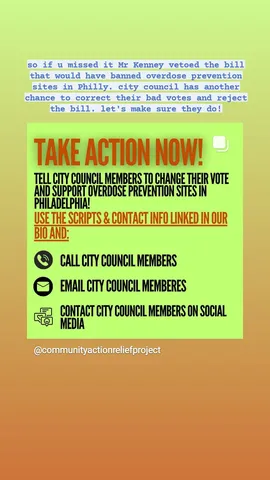 so if u missed it Mr Kenney vetoed the bill
that would have banned overdose prevention
sites in Philly. city council has another
chance to correct their bad votes and reject
the bill. let's make sure they do!
TAKE ACTION NOW!
TELL CITY COUNCIL MEMBERS TO CHANGE THEIR VOTE
AND SUPPORT OVERDOSE PREVENTION SITES IN
PHILADELPHIA!
USE THE SCRIPTS & CONTACT INFO LINKED IN OUR
BIO AND:
CALL CITY COUNCIL MEMBERS
EMAIL CITY COUNCIL MEMBERES
CONTACT CITY COUNCIL MEMBERS ON SOCIAL
MEDIA
@communityactionreliefproject